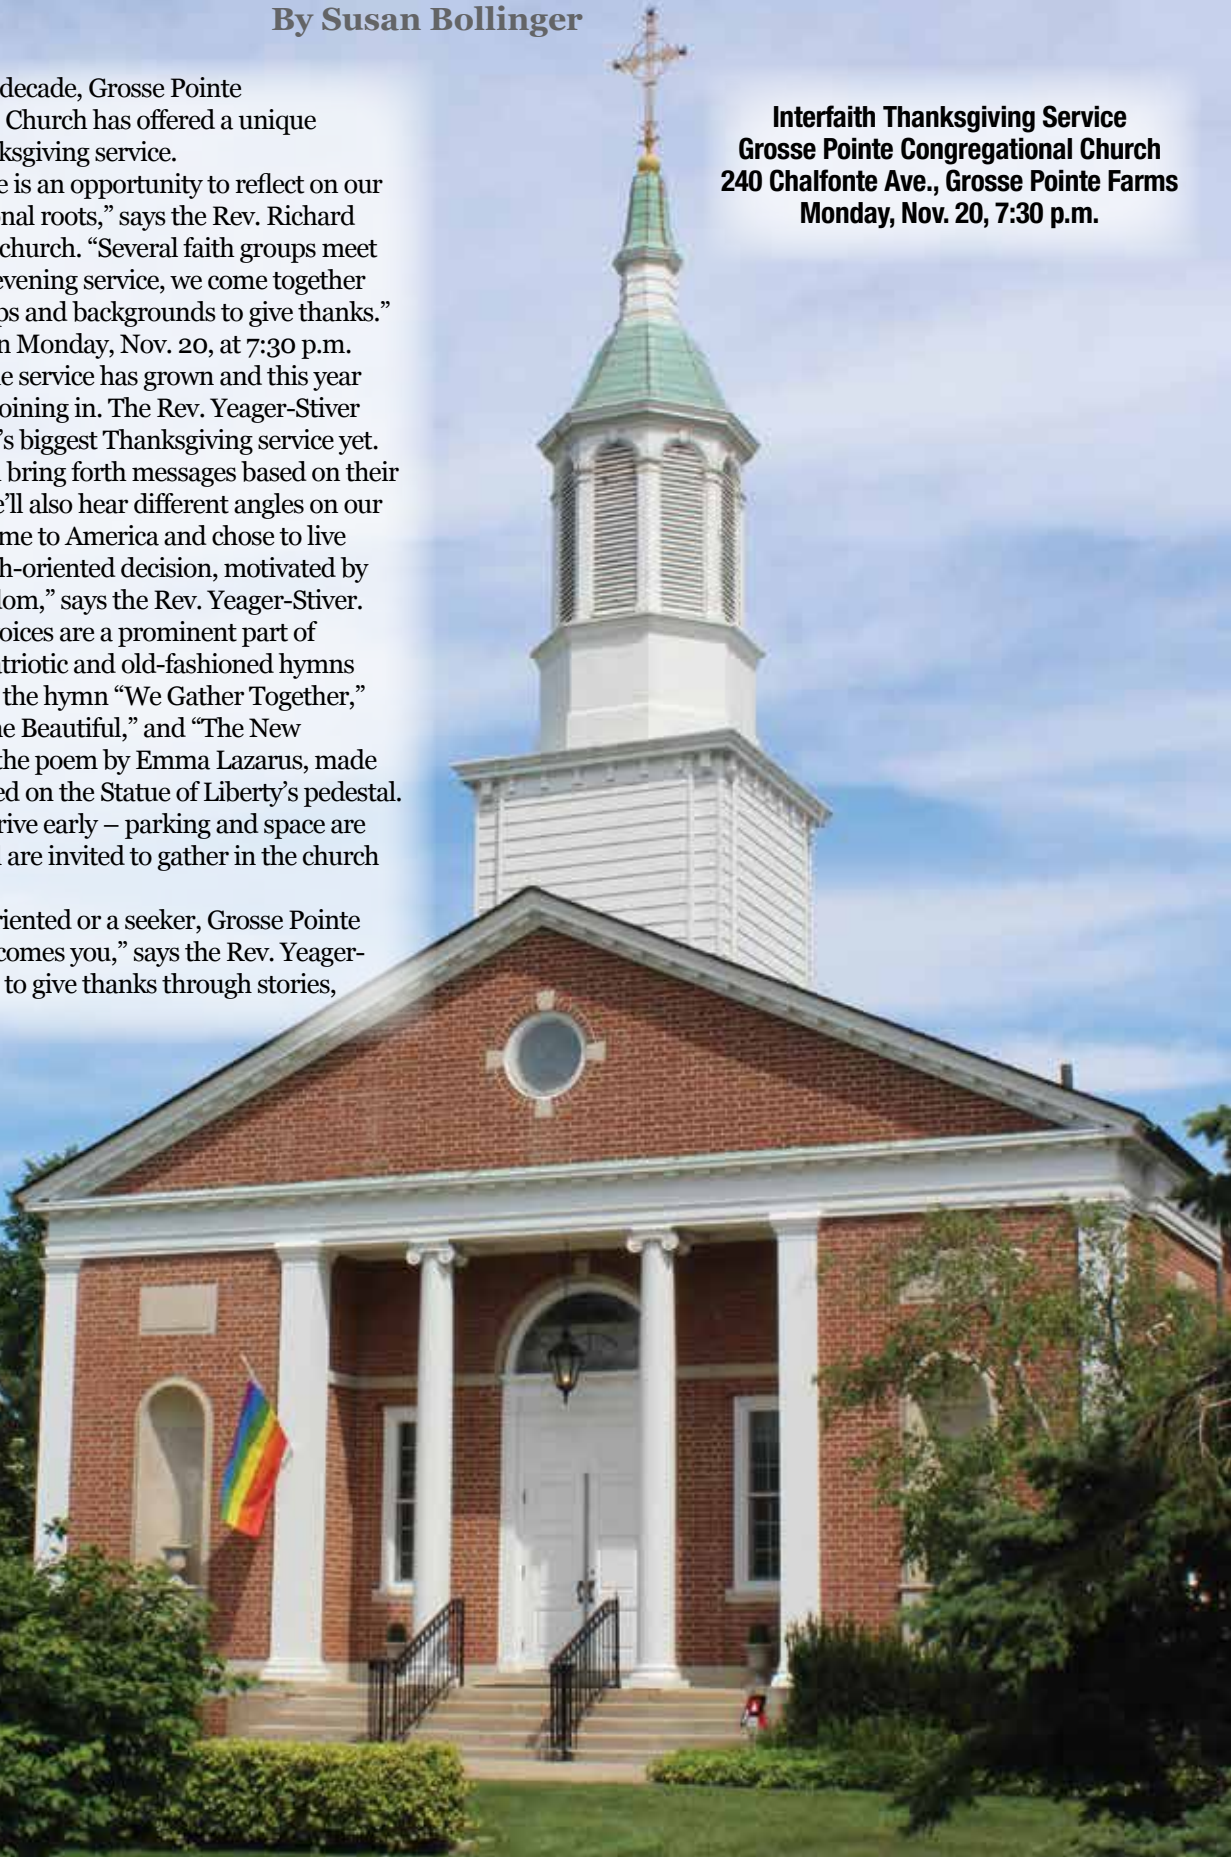 By Susan Bollinger
decade, Grosse Pointe
Church has offered a unique
ksgiving service.
e is an opportunity to reflect on our
onal roots,” says the Rev. Richard
church. “Several faith groups meet
evening service, we come together
ps and backgrounds to give thanks.”
n Monday, Nov. 20, at 7:30 p.m.
ne service has grown and this year
oining in. The Rev. Yeager-Stiver
’s biggest Thanksgiving service yet.
l bring forth messages based on their
e’ll also hear different angles on our
me to America and chose to live
h-oriented decision, motivated by
lom,” says the Rev. Yeager-Stiver.
oices are a prominent part of
atriotic and old-fashioned hymns
the hymn “We Gather Together,”
he Beautiful,” and “The New
the poem by Emma Lazarus, made
ed on the Statue of Liberty’s pedestal.
rive early – parking and space are
l are invited to gather in the church
riented or a seeker, Grosse Pointe
comes you,” says the Rev. Yeager-
to give thanks through stories,
Interfaith Thanksgiving Service
Grosse Pointe Congregational Church
240 Chalfonte Ave., Grosse Pointe Farms
Monday, Nov. 20, 7:30 p.m.